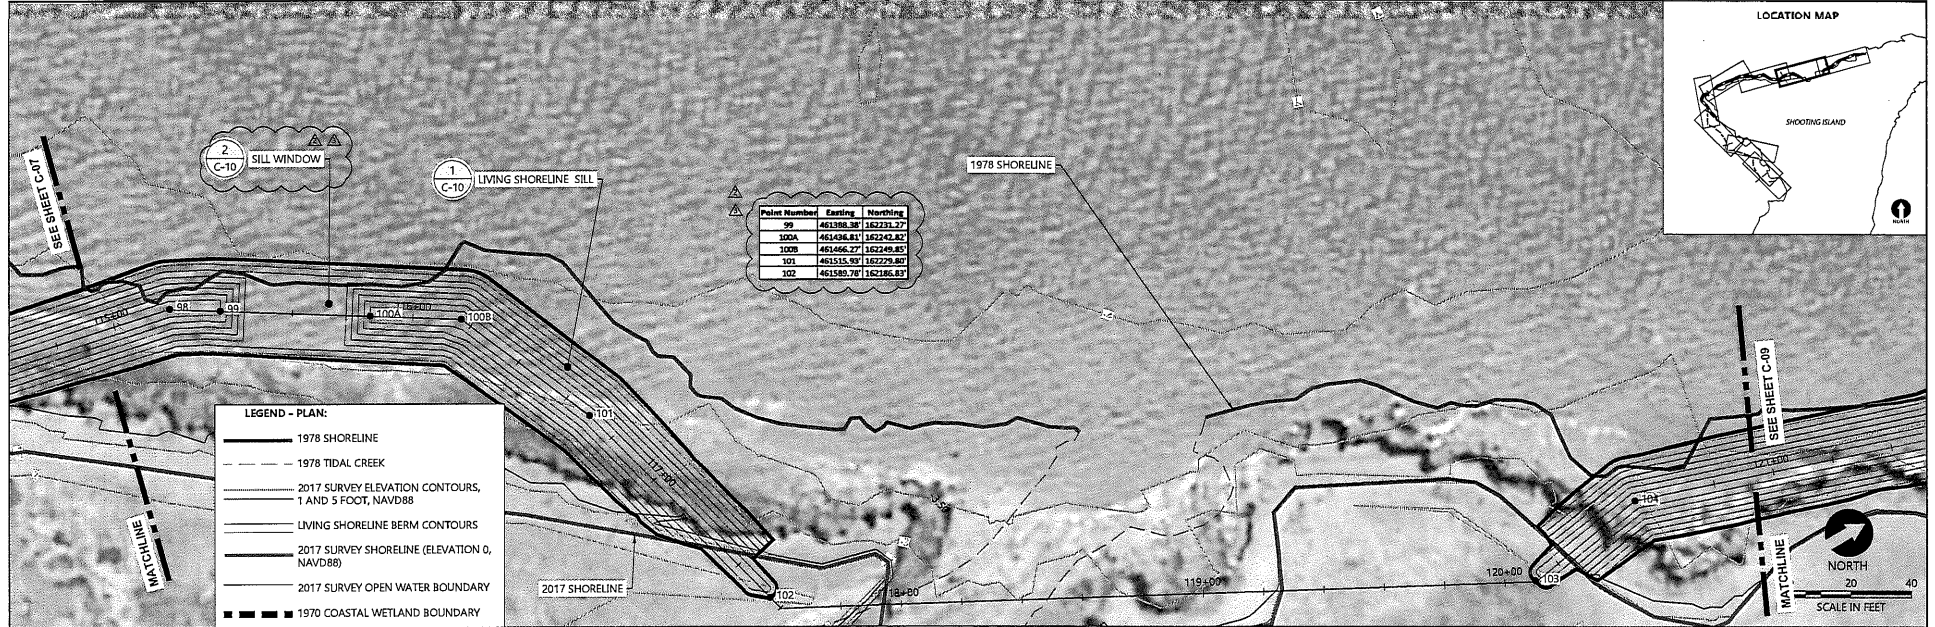 LOCATION MAP
SHOOTING ISLAND
NORTH
SEE SHEET C-07
2
C-10
SILL WINDOW
1
C-10
LIVING SHORELINE SILL
1978 SHORELINE
Point Number Easting Northing
99 461388.38' 162231.27'
100A 461436.81' 162242.82'
100B 461466.27' 162249.85'
101 461515.93' 162229.80'
102 461589.78' 162186.83'
115+00
98
99
100A
100B
101
117+00
102
118+00
119+00
120+00
103
104
121+00
SEE SHEET C-09
MATCHLINE
MATCHLINE
2017 SHORELINE
LEGEND - PLAN:
1978 SHORELINE
1978 TIDAL CREEK
2017 SURVEY ELEVATION CONTOURS,
1 AND 5 FOOT, NAVD88
LIVING SHORELINE BERM CONTOURS
2017 SURVEY SHORELINE (ELEVATION 0,
NAVD88)
2017 SURVEY OPEN WATER BOUNDARY
1970 COASTAL WETLAND BOUNDARY
NORTH
20 40
SCALE IN FEET